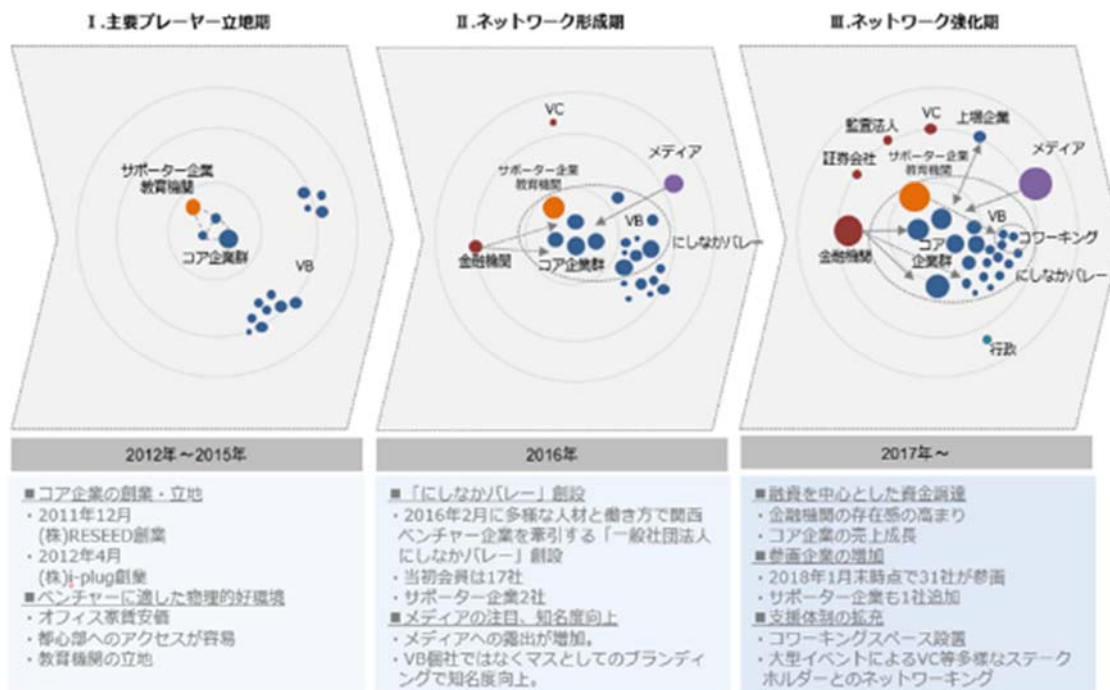 Ⅰ.主要プレーヤー立地期
サポーター企業
教育機関
コア企業群
VB
2012年～2015年
■コア企業の創業・立地
・2011年12月
(株)RESEED創業
・2012年4月
(株)i-plug創業
■ベンチャーに適した物理的好環境
・オフィス家賃安価
・都心部へのアクセスが容易
・教育機関の立地
Ⅱ.ネットワーク形成期
VC
メディア
サポーター企業
教育機関
VB
にしなかバレー
金融機関
コア企業群
2016年
■「にしなかバレー」創設
・2016年2月に多様な人材と働き方で関西
ベンチャー企業を牽引する「一般社団法人
にしなかバレー」創設
・当初会員は17社
・サポーター企業2社
■メディアの注目、知名度向上
・メディアへの露出が増加。
・VB個社ではなくマスとしてのブランディ
ングで知名度向上。
Ⅲ.ネットワーク強化期
VC
上場企業
監査法人
メディア
証券会社
サポーター企業
教育機関
VB
コワーキング
金融機関
コア
企業群
にしなかバレー
行政
2017年～
■融資を中心とした資金調達
・金融機関の存在感の高まり
・コア企業の売上成長
■参画企業の増加
・2018年1月末時点で31社が参画
・サポーター企業も1社追加
■支援体制の拡充
・コワーキングスペース設置
・大型イベントによるVC等多様なステーク
ホルダーとのネットワーキング